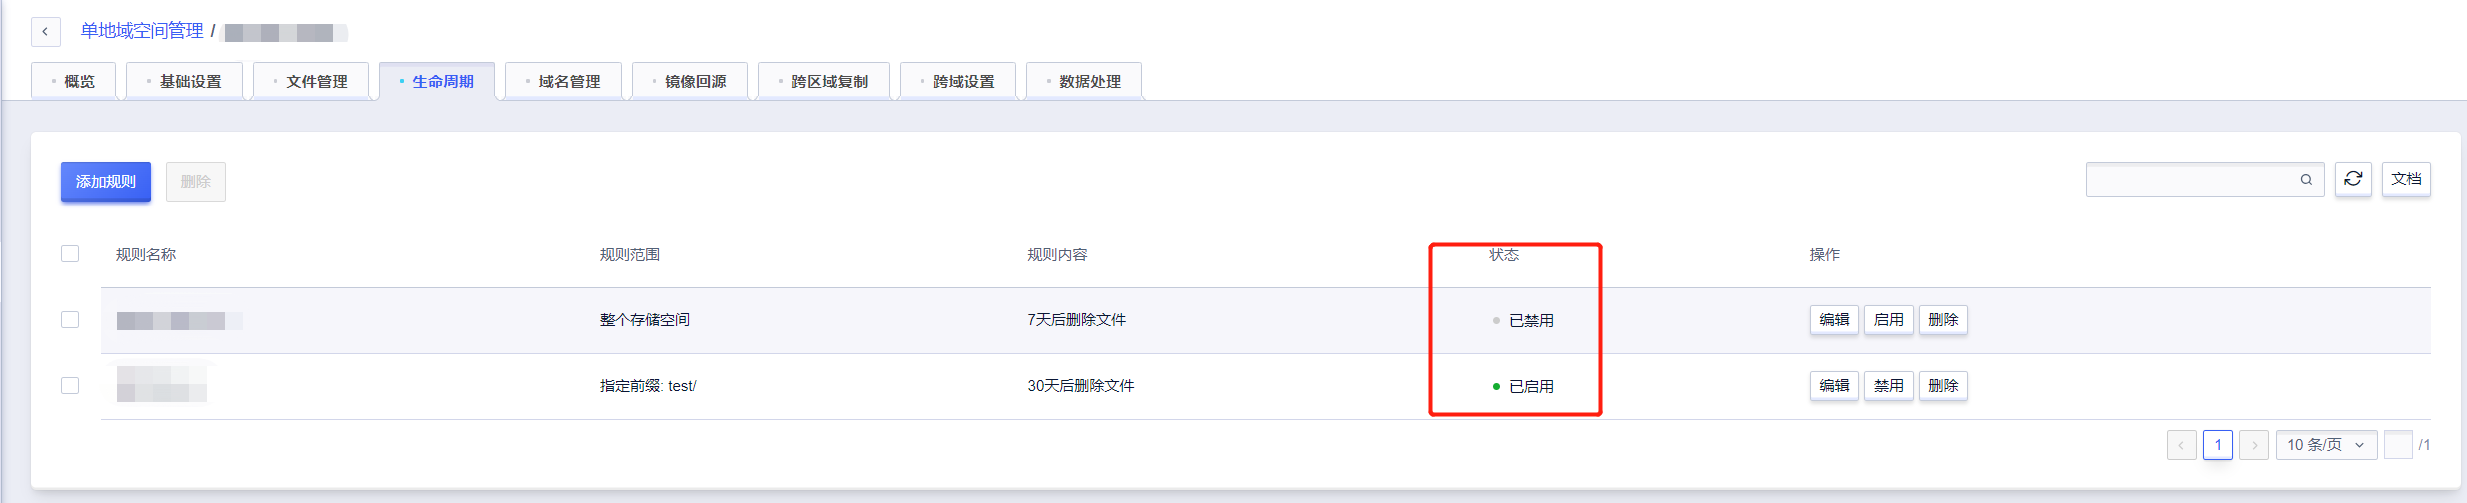 单地域空间管理 /
概览 基础设置 文件管理 生命周期 域名管理 镜像回源 跨区域复制 跨域设置 数据处理
添加规则 删除 文档
规则名称 规则范围 规则内容 状态 操作
整个存储空间 7天后删除文件 已禁用 编辑 启用 删除
指定前缀: test/ 30天后删除文件 已启用 编辑 禁用 删除
1 10 条/页 /1